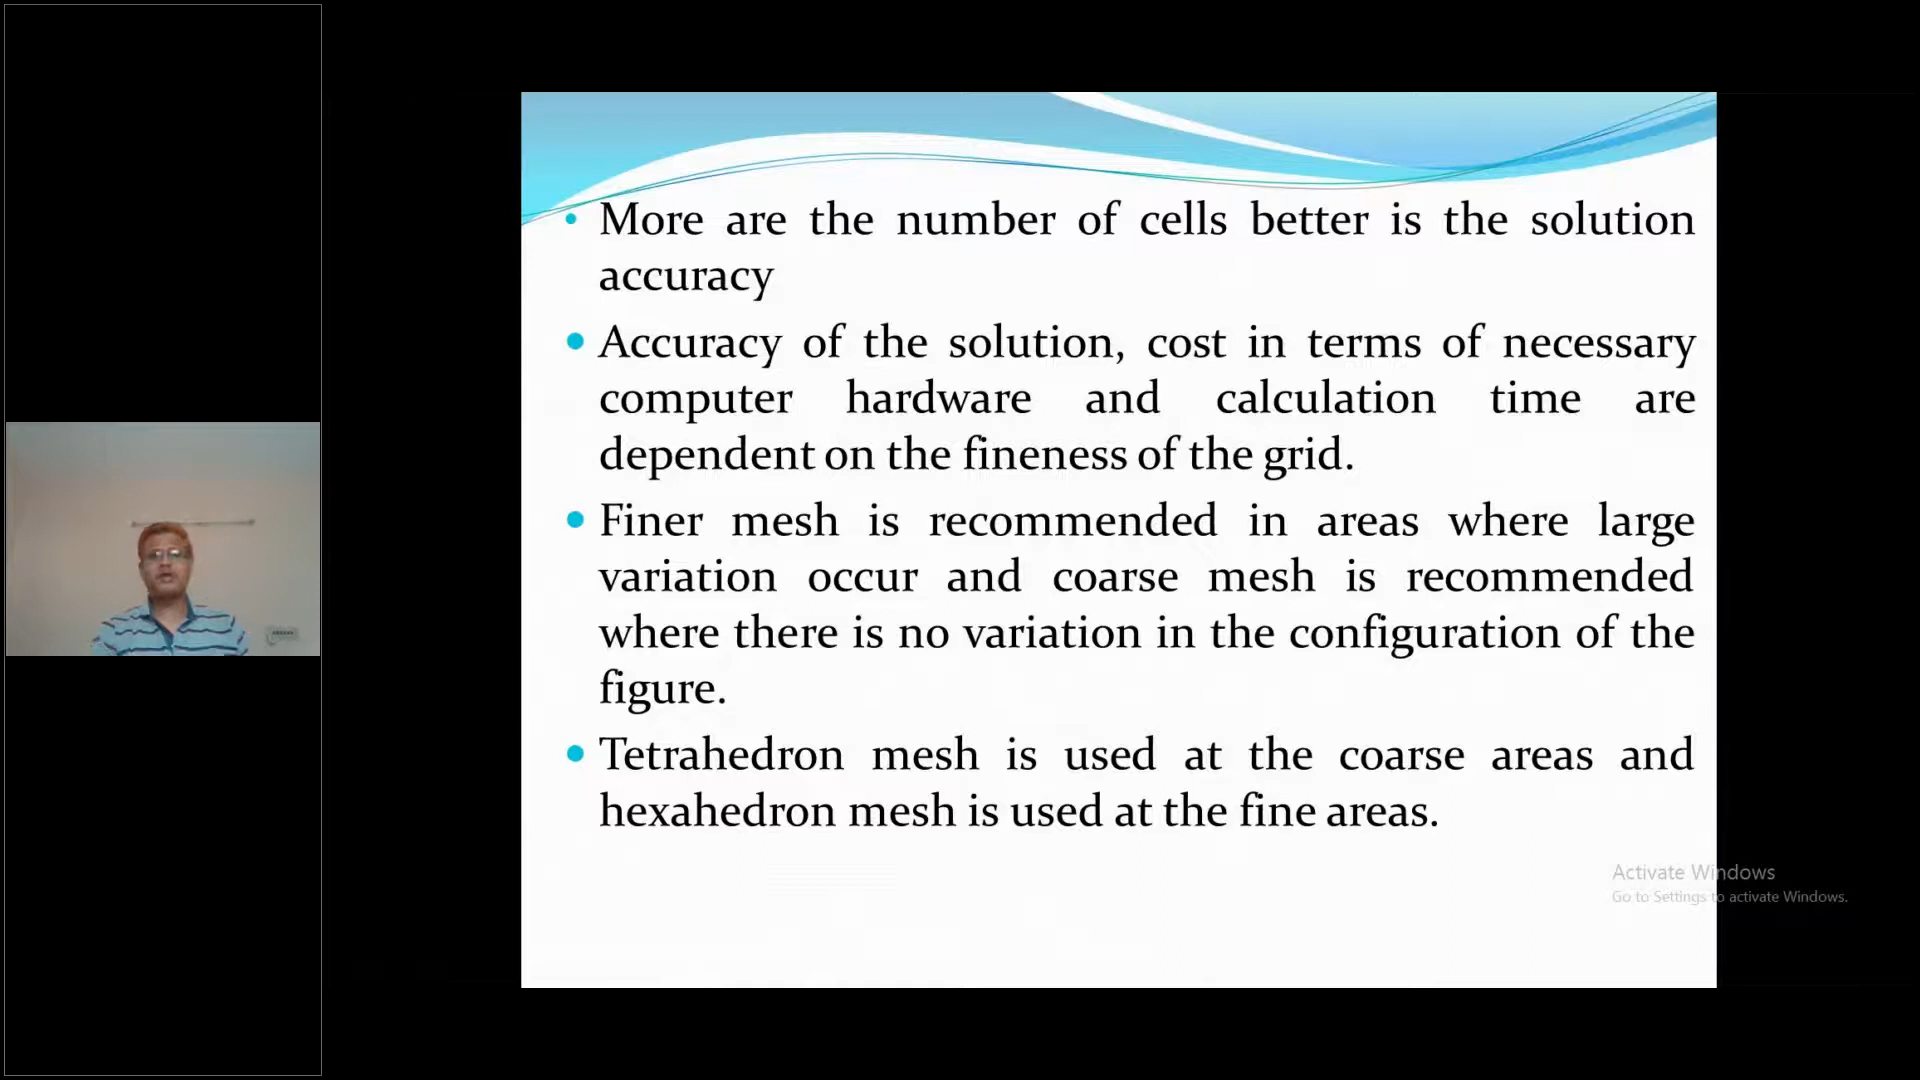 More are the number of cells better is the solution
accuracy
Accuracy of the solution, cost in terms of necessary
computer hardware and calculation time are
dependent on the fineness of the grid.
Finer mesh is recommended in areas where large
variation occur and coarse mesh is recommended
where there is no variation in the configuration of the
figure.
Tetrahedron mesh is used at the coarse areas and
hexahedron mesh is used at the fine areas.
Activate Windows
Go to Settings to activate Windows.